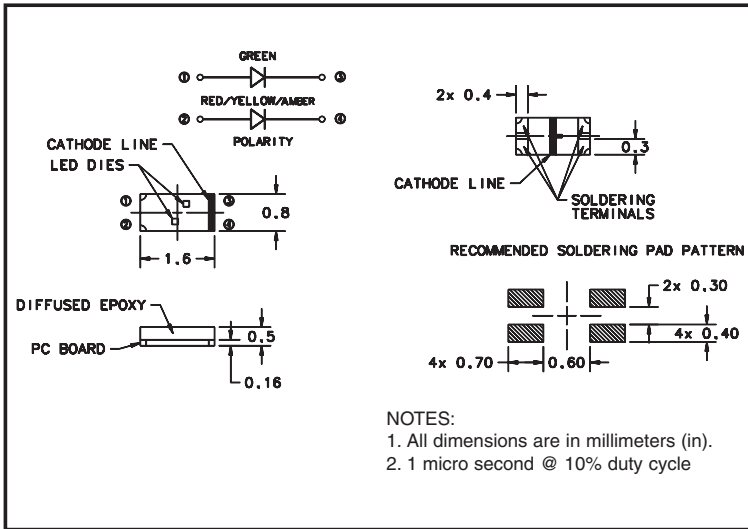 GREEN
① ③
RED/YELLOW/AMBER
② ④
POLARITY
CATHODE LINE
LED DIES
① ③
② ④
0.8
1.6
DIFFUSED EPOXY
PC BOARD
0.5
0.16
2x 0.4
0.3
CATHODE LINE
SOLDERING
TERMINALS
RECOMMENDED SOLDERING PAD PATTERN
2x 0.30
4x 0.40
4x 0.70
0.60
NOTES:
1. All dimensions are in millimeters (in).
2. 1 micro second @ 10% duty cycle